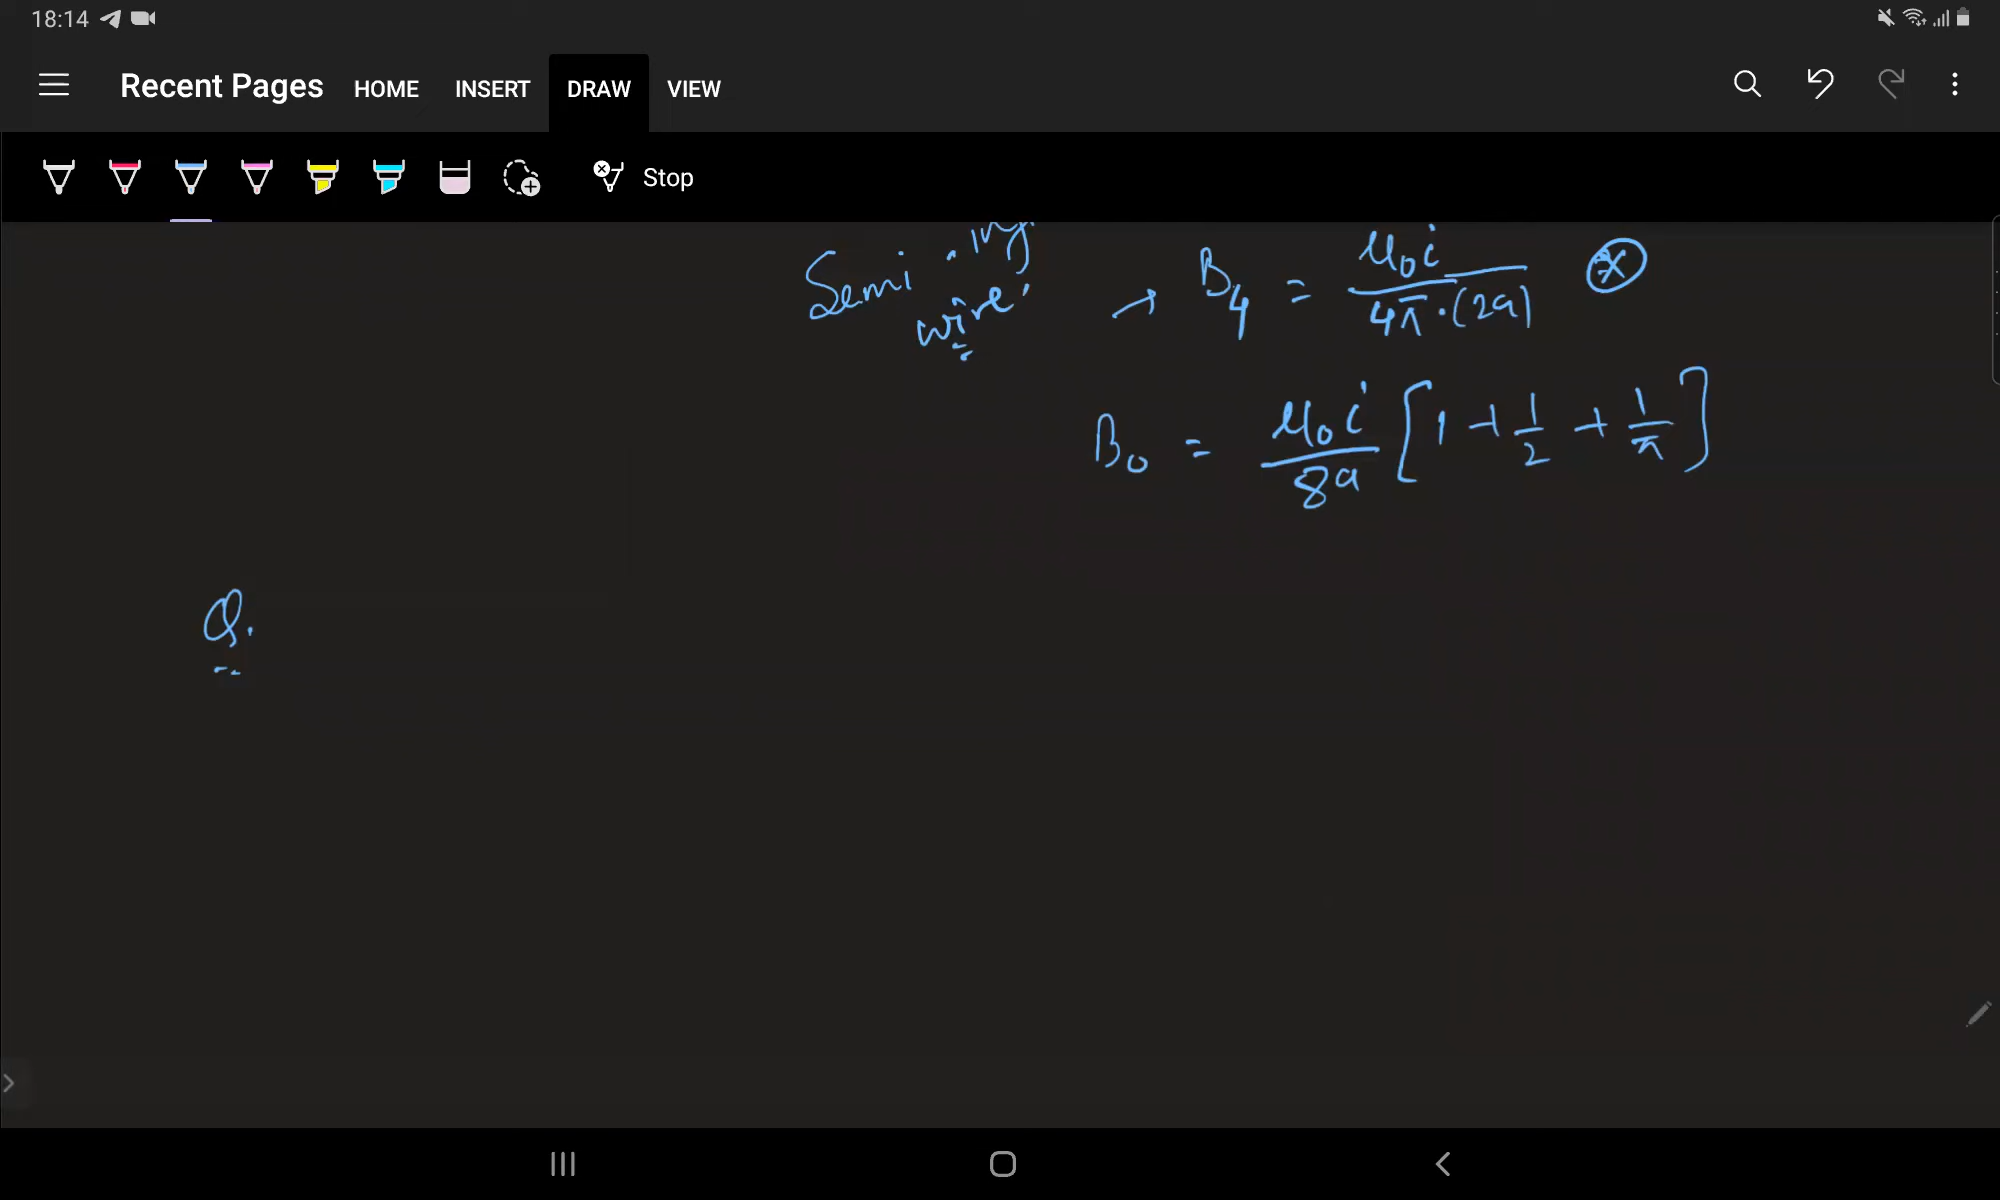 18:14
Recent Pages HOME INSERT DRAW VIEW
Stop
Semi . inf
wire' → B₄ = μ₀i / 4π·(2a) ⊗
B₀ = μ₀i / 8a [1 + 1/2 + 1/π]
Q.